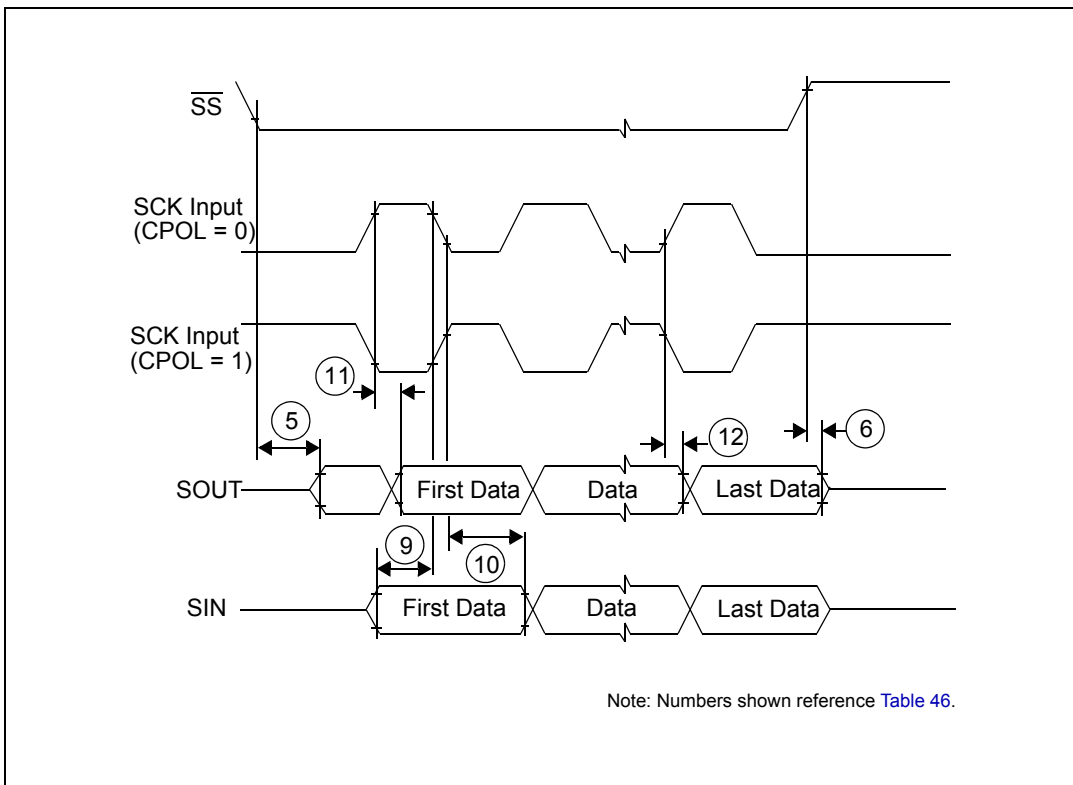 SS
SCK Input
(CPOL = 0)
SCK Input
(CPOL = 1)
11
5
12
6
SOUT
First Data
Data
Last Data
9
10
SIN
First Data
Data
Last Data
Note: Numbers shown reference Table 46.